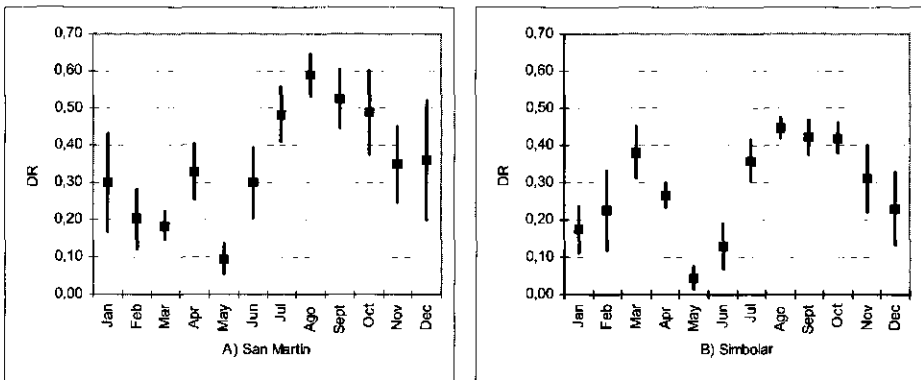 0,70
0,60
0,50
0,40
0,30
0,20
0,10
0,00
DR
Jan
Feb
Mar
Apr
May
Jun
Jul
Ago
Sept
Oct
Nov
Dec
A) San Martin
0,70
0,60
0,50
0,40
0,30
0,20
0,10
0,00
DR
Jan
Feb
Mar
Apr
May
Jun
Jul
Ago
Sept
Oct
Nov
Dec
B) Simbolar